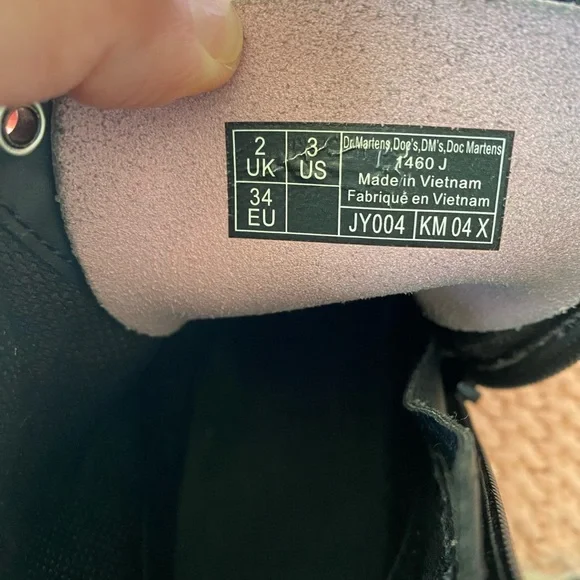 2 UK
3 US
34 EU
Dr.Martens,Doc's,DM's,Doc Martens
1460 J
Made in Vietnam
Fabriqué en Vietnam
JY004
KM 04 X